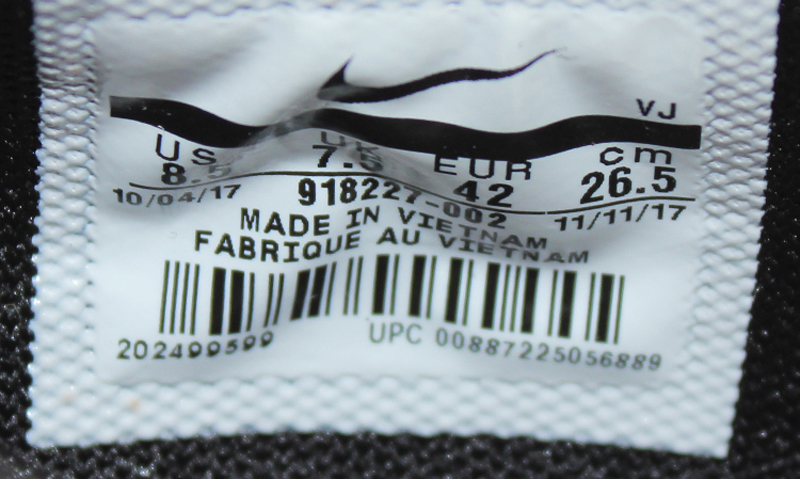 VJ
US UK EUR cm
8.5 7.5 42 26.5
10/04/17 918227-002 11/11/17
MADE IN VIETNAM
FABRIQUE AU VIETNAM
202499599 UPC 00887225056889